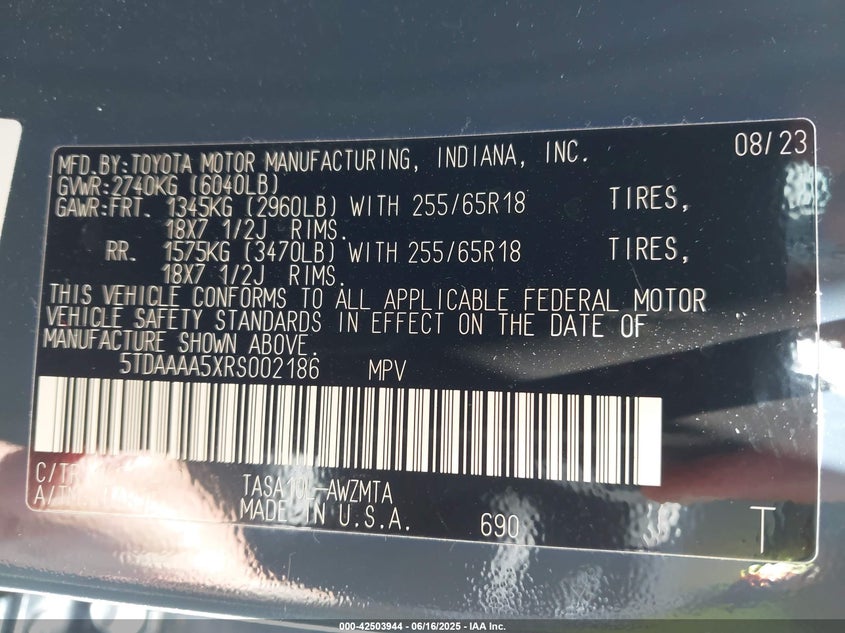 MFD.BY:TOYOTA MOTOR MANUFACTURING, INDIANA, INC. 08/23
GVWR:2740KG (6040LB)
GAWR:FRT. 1345KG (2960LB) WITH 255/65R18 TIRES,
18X7 1/2J RIMS.
RR. 1575KG (3470LB) WITH 255/65R18 TIRES,
18X7 1/2J RIMS.
THIS VEHICLE CONFORMS TO ALL APPLICABLE FEDERAL MOTOR
VEHICLE SAFETY STANDARDS IN EFFECT ON THE DATE OF
MANUFACTURE SHOWN ABOVE.
5TDAAAA5XRS002186 MPV
C/TR
A/TM TASA10L-AWZMTA
MADE IN U.S.A. 690 T
000-42503944 - 06/16/2025 - IAA Inc.